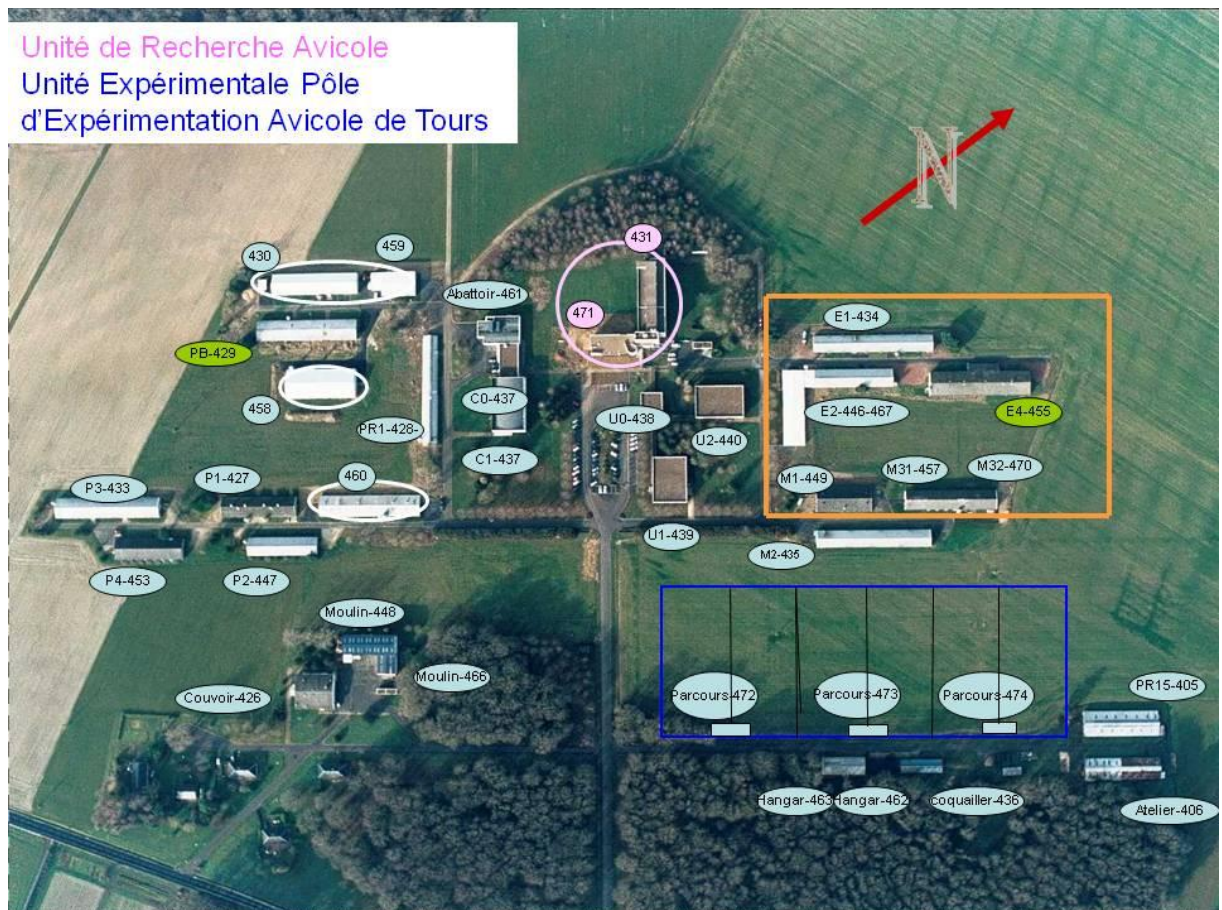 Unité de Recherche Avicole
Unité Expérimentale Pôle
d'Expérimentation Avicole de Tours
N
431
459
430
Abattoir-461
471
E1-434
PB-429
C0-437
458
E2-446-467
E4-455
U0-438
PR1-428-
U2-440
C1-437
M31-457
M32-470
460
P1-427
M1-449
P3-433
U1-439
M2-435
P4-453
P2-447
Moulin-448
Moulin-466
PR15-405
Parcours-472
Parcours-473
Parcours-474
Couvoir-426
Hangar-463
Hangar-462
coquailler-436
Atelier-406